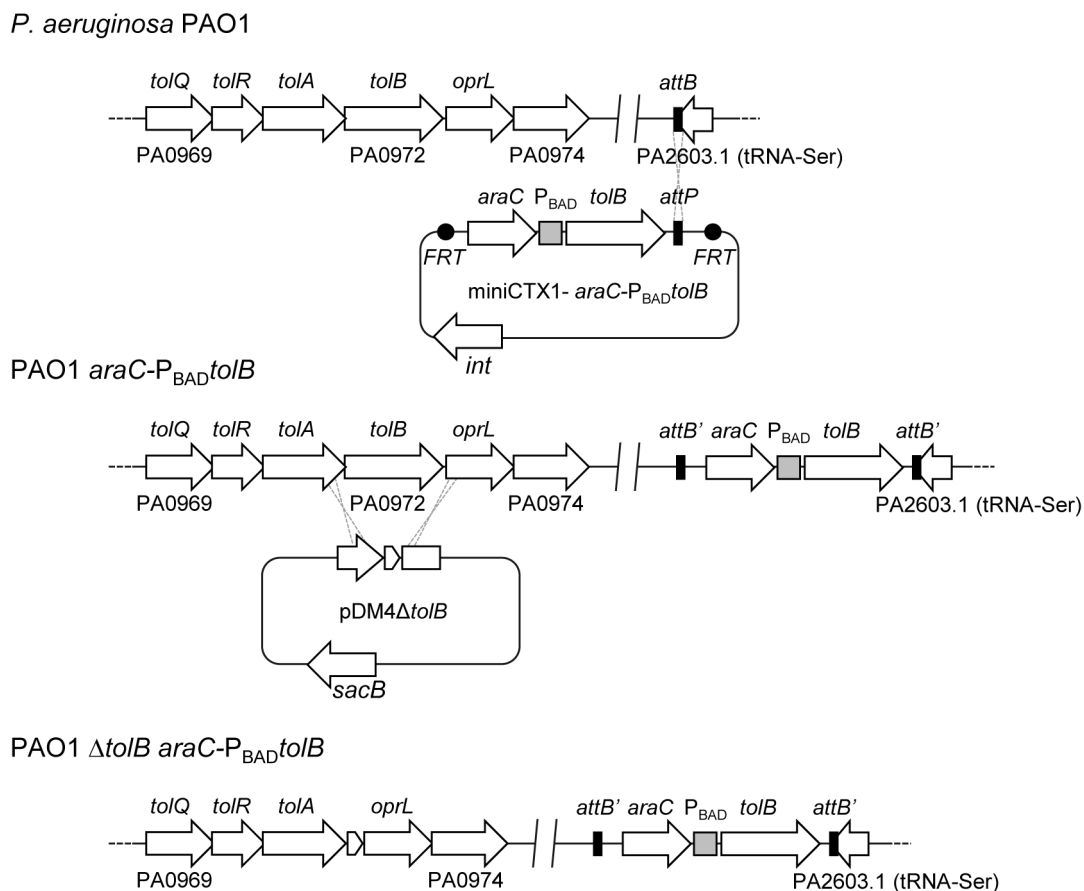 P. aeruginosa PAO1
tolQ tolR tolA tolB oprL attB
PA0969 PA0972 PA0974 PA2603.1 (tRNA-Ser)
araC PBAD tolB attP
FRT FRT
miniCTX1- araC-PBADtolB
int
PAO1 araC-PBADtolB
tolQ tolR tolA tolB oprL attB’ araC PBAD tolB attB’
PA0969 PA0972 PA0974 PA2603.1 (tRNA-Ser)
pDM4ΔtolB
sacB
PAO1 ΔtolB araC-PBADtolB
tolQ tolR tolA oprL attB’ araC PBAD tolB attB’
PA0969 PA0974 PA2603.1 (tRNA-Ser)